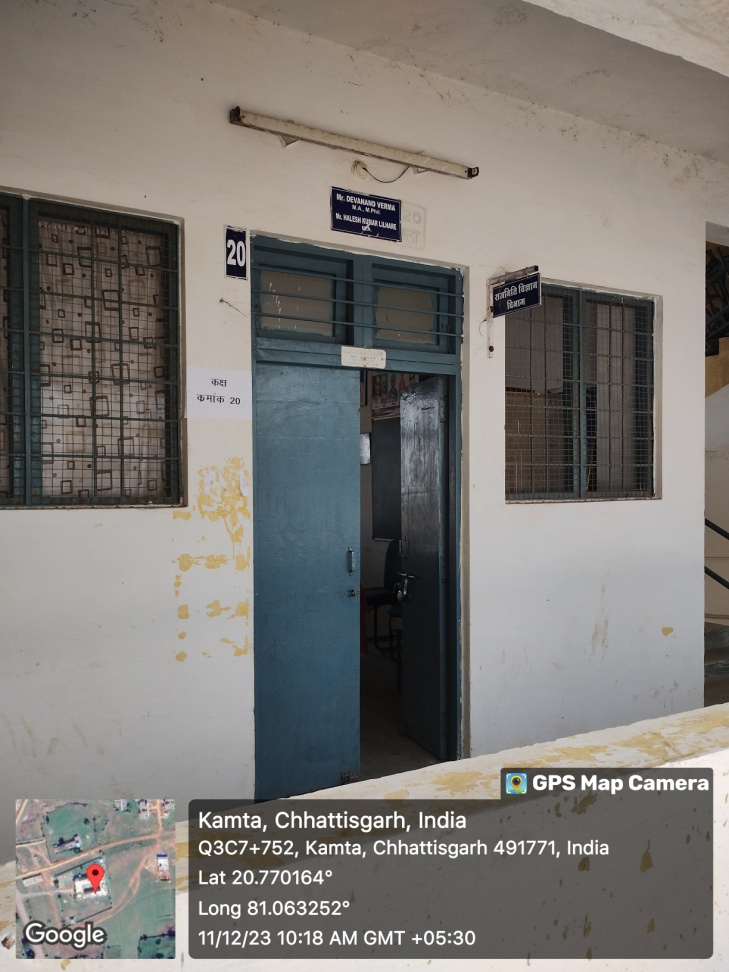 Mr. DEVANAND VERMA
M.A., M.Phil.
Mr. HALESH KUMAR LILHARE
M.A.
20
राजनिति विज्ञान
विभाग
कक्ष
कमांक 20
GPS Map Camera
Kamta, Chhattisgarh, India
Q3C7+752, Kamta, Chhattisgarh 491771, India
Lat 20.770164°
Long 81.063252°
11/12/23 10:18 AM GMT +05:30
Google